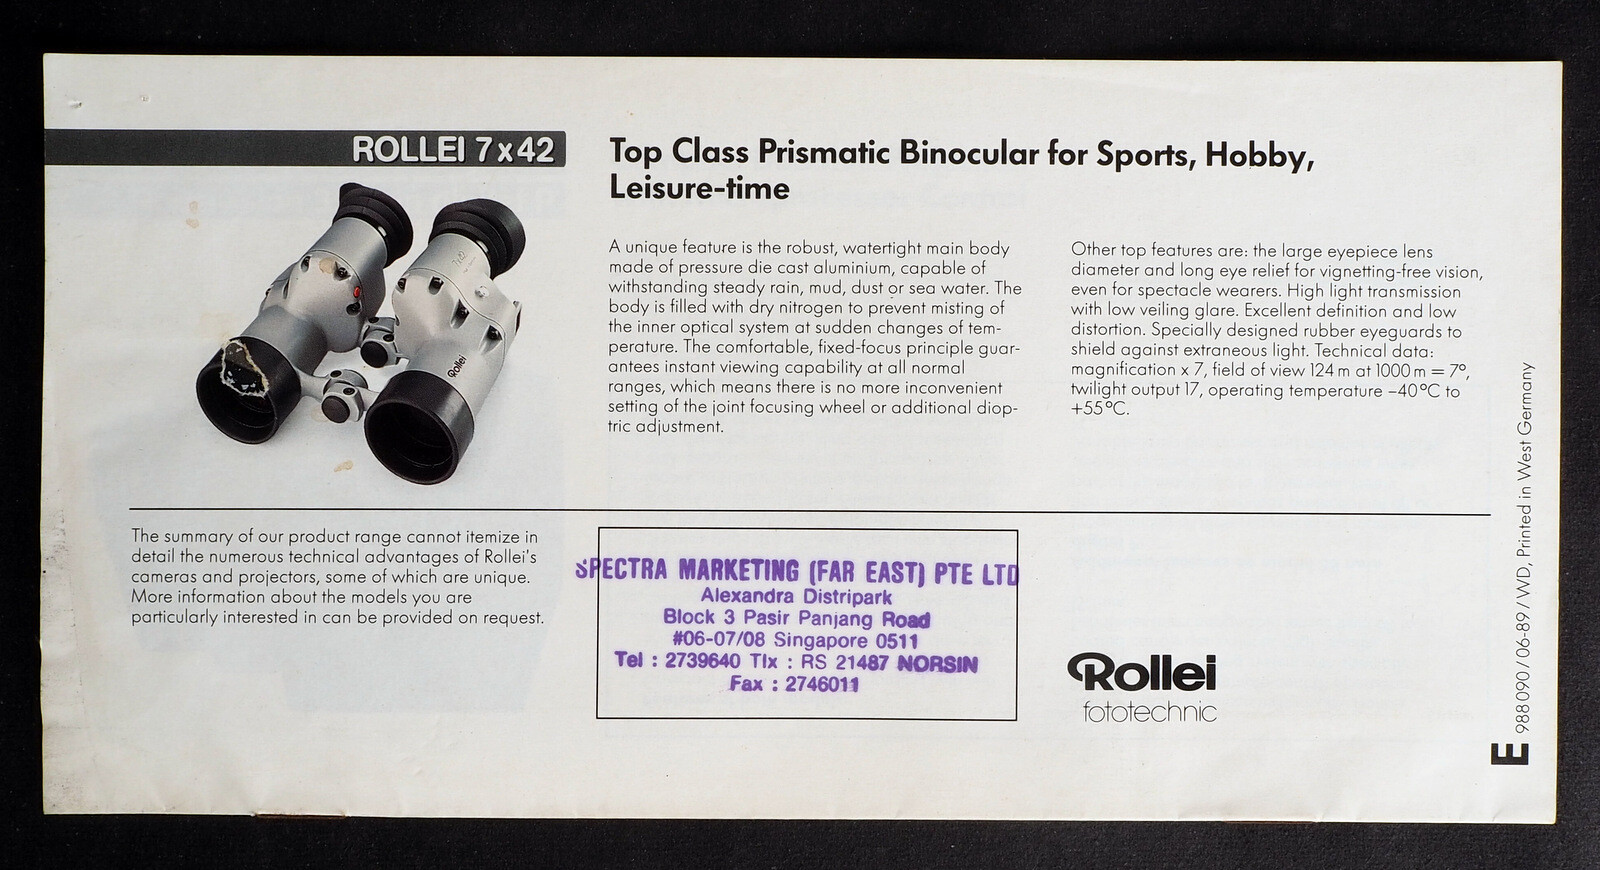 ROLLEI 7x42
Top Class Prismatic Binocular for Sports, Hobby,
Leisure-time
A unique feature is the robust, watertight main body
made of pressure die cast aluminium, capable of
withstanding steady rain, mud, dust or sea water. The
body is filled with dry nitrogen to prevent misting of
the inner optical system at sudden changes of tem-
perature. The comfortable, fixed-focus principle guar-
antees instant viewing capability at all normal
ranges, which means there is no more inconvenient
setting of the joint focusing wheel or additional diop-
tric adjustment.
Other top features are: the large eyepiece lens
diameter and long eye relief for vignetting-free vision,
even for spectacle wearers. High light transmission
with low veiling glare. Excellent definition and low
distortion. Specially designed rubber eyeguards to
shield against extraneous light. Technical data:
magnification x 7, field of view 124 m at 1000 m = 7°,
twilight output 17, operating temperature –40°C to
+55°C.
7x42
Rollei
The summary of our product range cannot itemize in
detail the numerous technical advantages of Rollei's
cameras and projectors, some of which are unique.
More information about the models you are
particularly interested in can be provided on request.
SPECTRA MARKETING (FAR EAST) PTE LTD
Alexandra Distripark
Block 3 Pasir Panjang Road
#06-07/08 Singapore 0511
Tel : 2739640 Tlx : RS 21487 NORSIN
Fax : 2746011
Rollei
fototechnic
E 988090/06-89/WD, Printed in West Germany